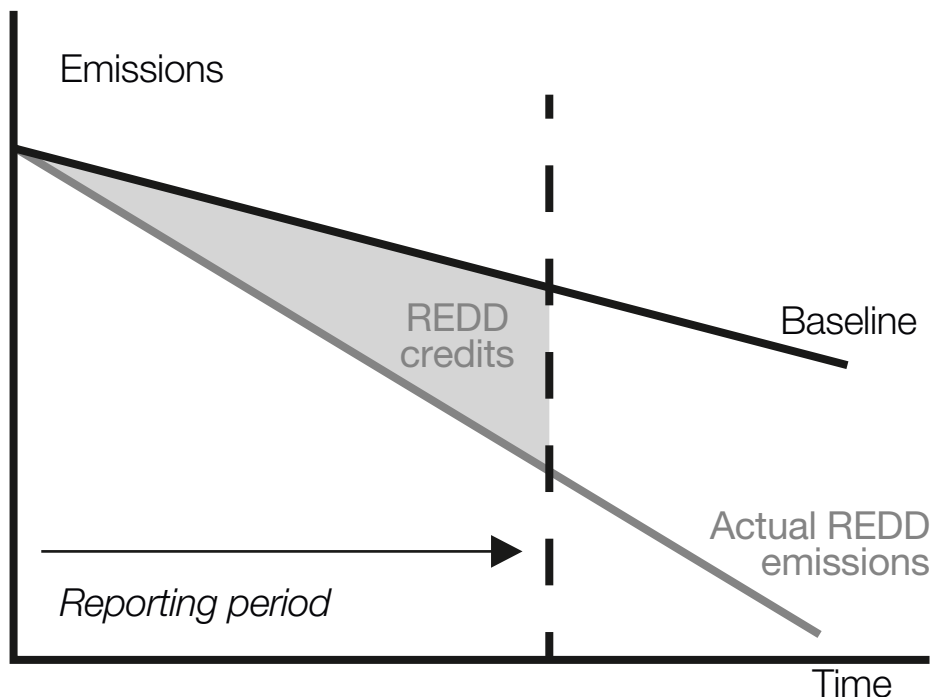 Emissions
REDD
credits
Baseline
Actual REDD
emissions
Reporting period
Time